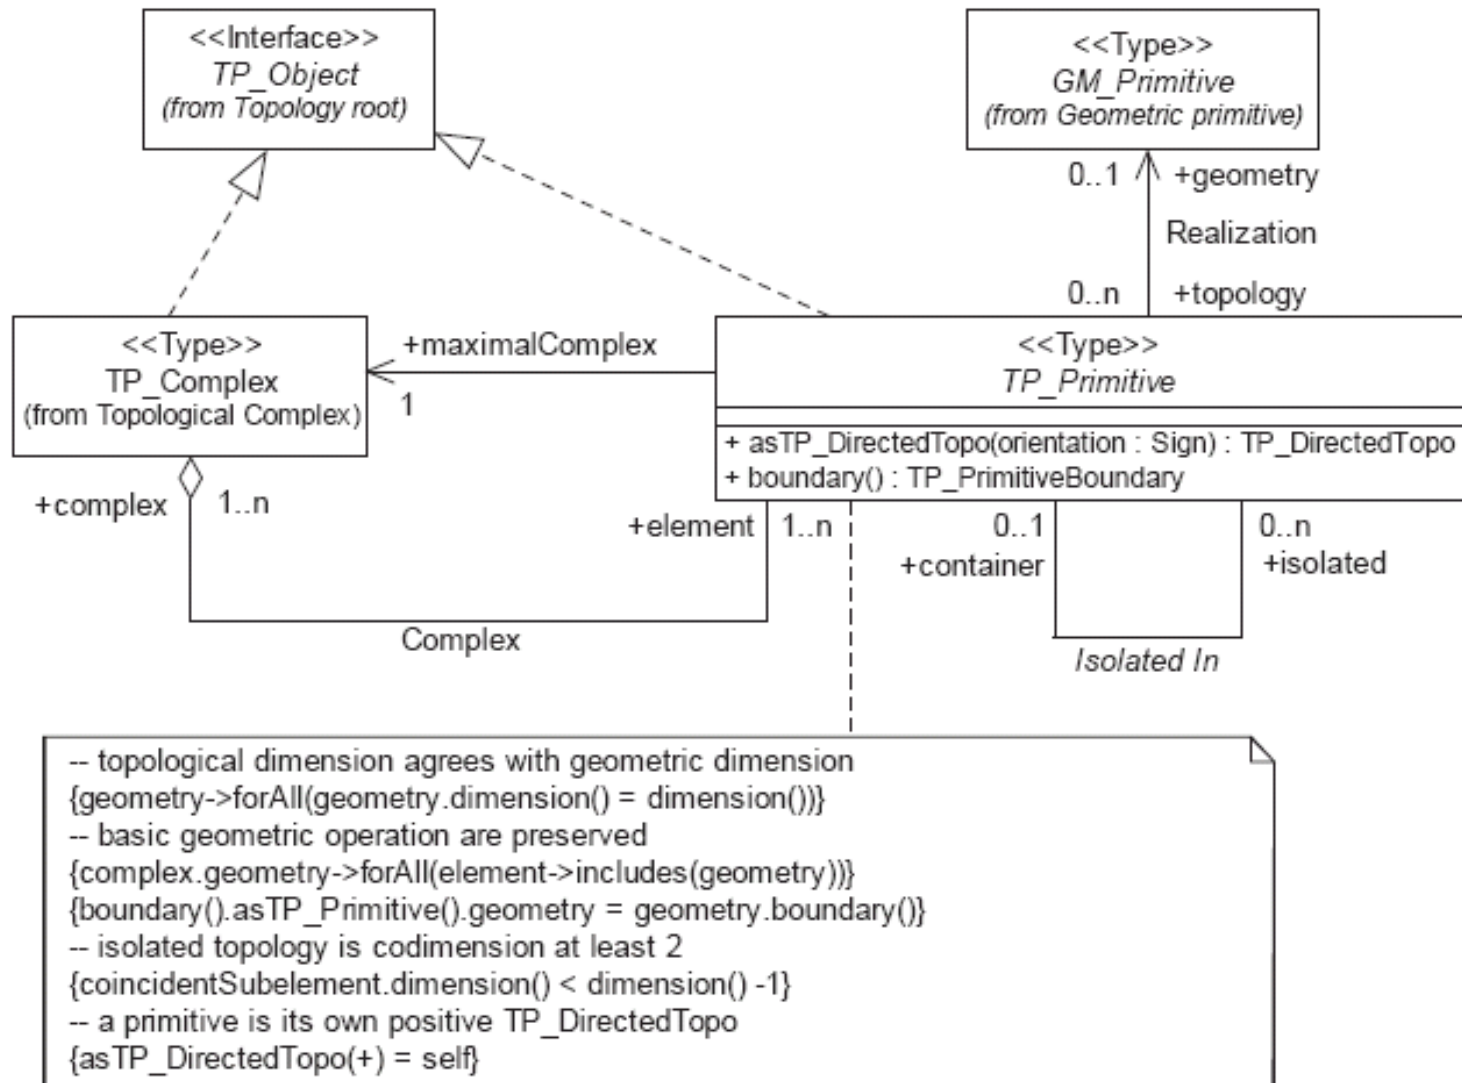 <<Interface>>
TP_Object
(from Topology root)
<<Type>>
GM_Primitive
(from Geometric primitive)
0..1
+geometry
Realization
0..n
+topology
<<Type>>
TP_Complex
(from Topological Complex)
+maximalComplex
1
<<Type>>
TP_Primitive
+ asTP_DirectedTopo(orientation : Sign) : TP_DirectedTopo
+ boundary() : TP_PrimitiveBoundary
+complex
1..n
+element
1..n
Complex
0..1
+container
0..n
+isolated
Isolated In
-- topological dimension agrees with geometric dimension
{geometry->forAll(geometry.dimension() = dimension())}
-- basic geometric operation are preserved
{complex.geometry->forAll(element->includes(geometry))}
{boundary().asTP_Primitive().geometry = geometry.boundary()}
-- isolated topology is codimension at least 2
{coincidentSubelement.dimension() < dimension() -1}
-- a primitive is its own positive TP_DirectedTopo
{asTP_DirectedTopo(+) = self}